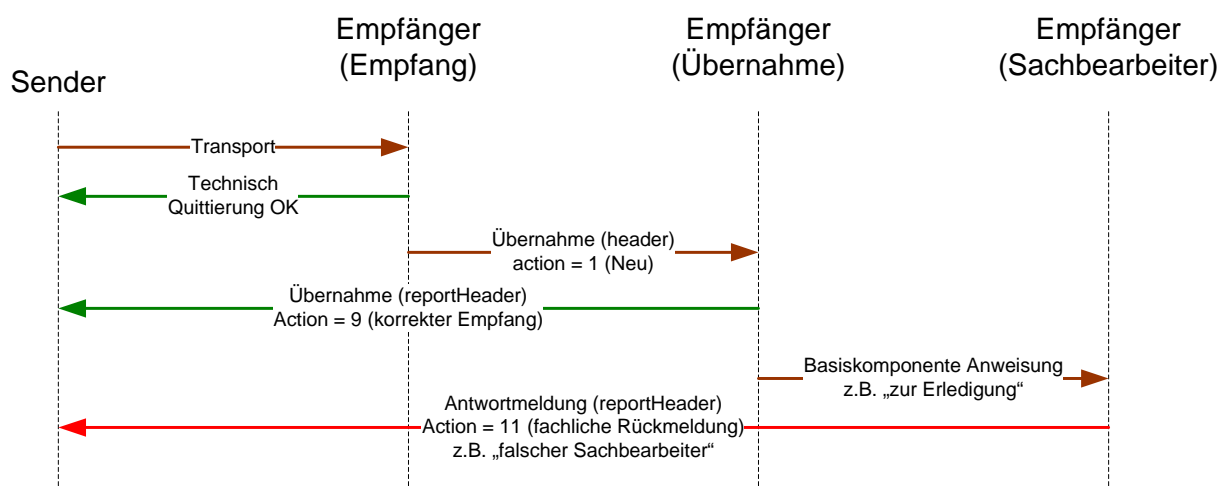 Sender
Empfänger
(Empfang)
Empfänger
(Übernahme)
Empfänger
(Sachbearbeiter)
Transport
Technisch
Quittierung OK
Übernahme (header)
action = 1 (Neu)
Übernahme (reportHeader)
Action = 9 (korrekter Empfang)
Basiskomponente Anweisung
z.B. „zur Erledigung“
Antwortmeldung (reportHeader)
Action = 11 (fachliche Rückmeldung)
z.B. „falscher Sachbearbeiter“